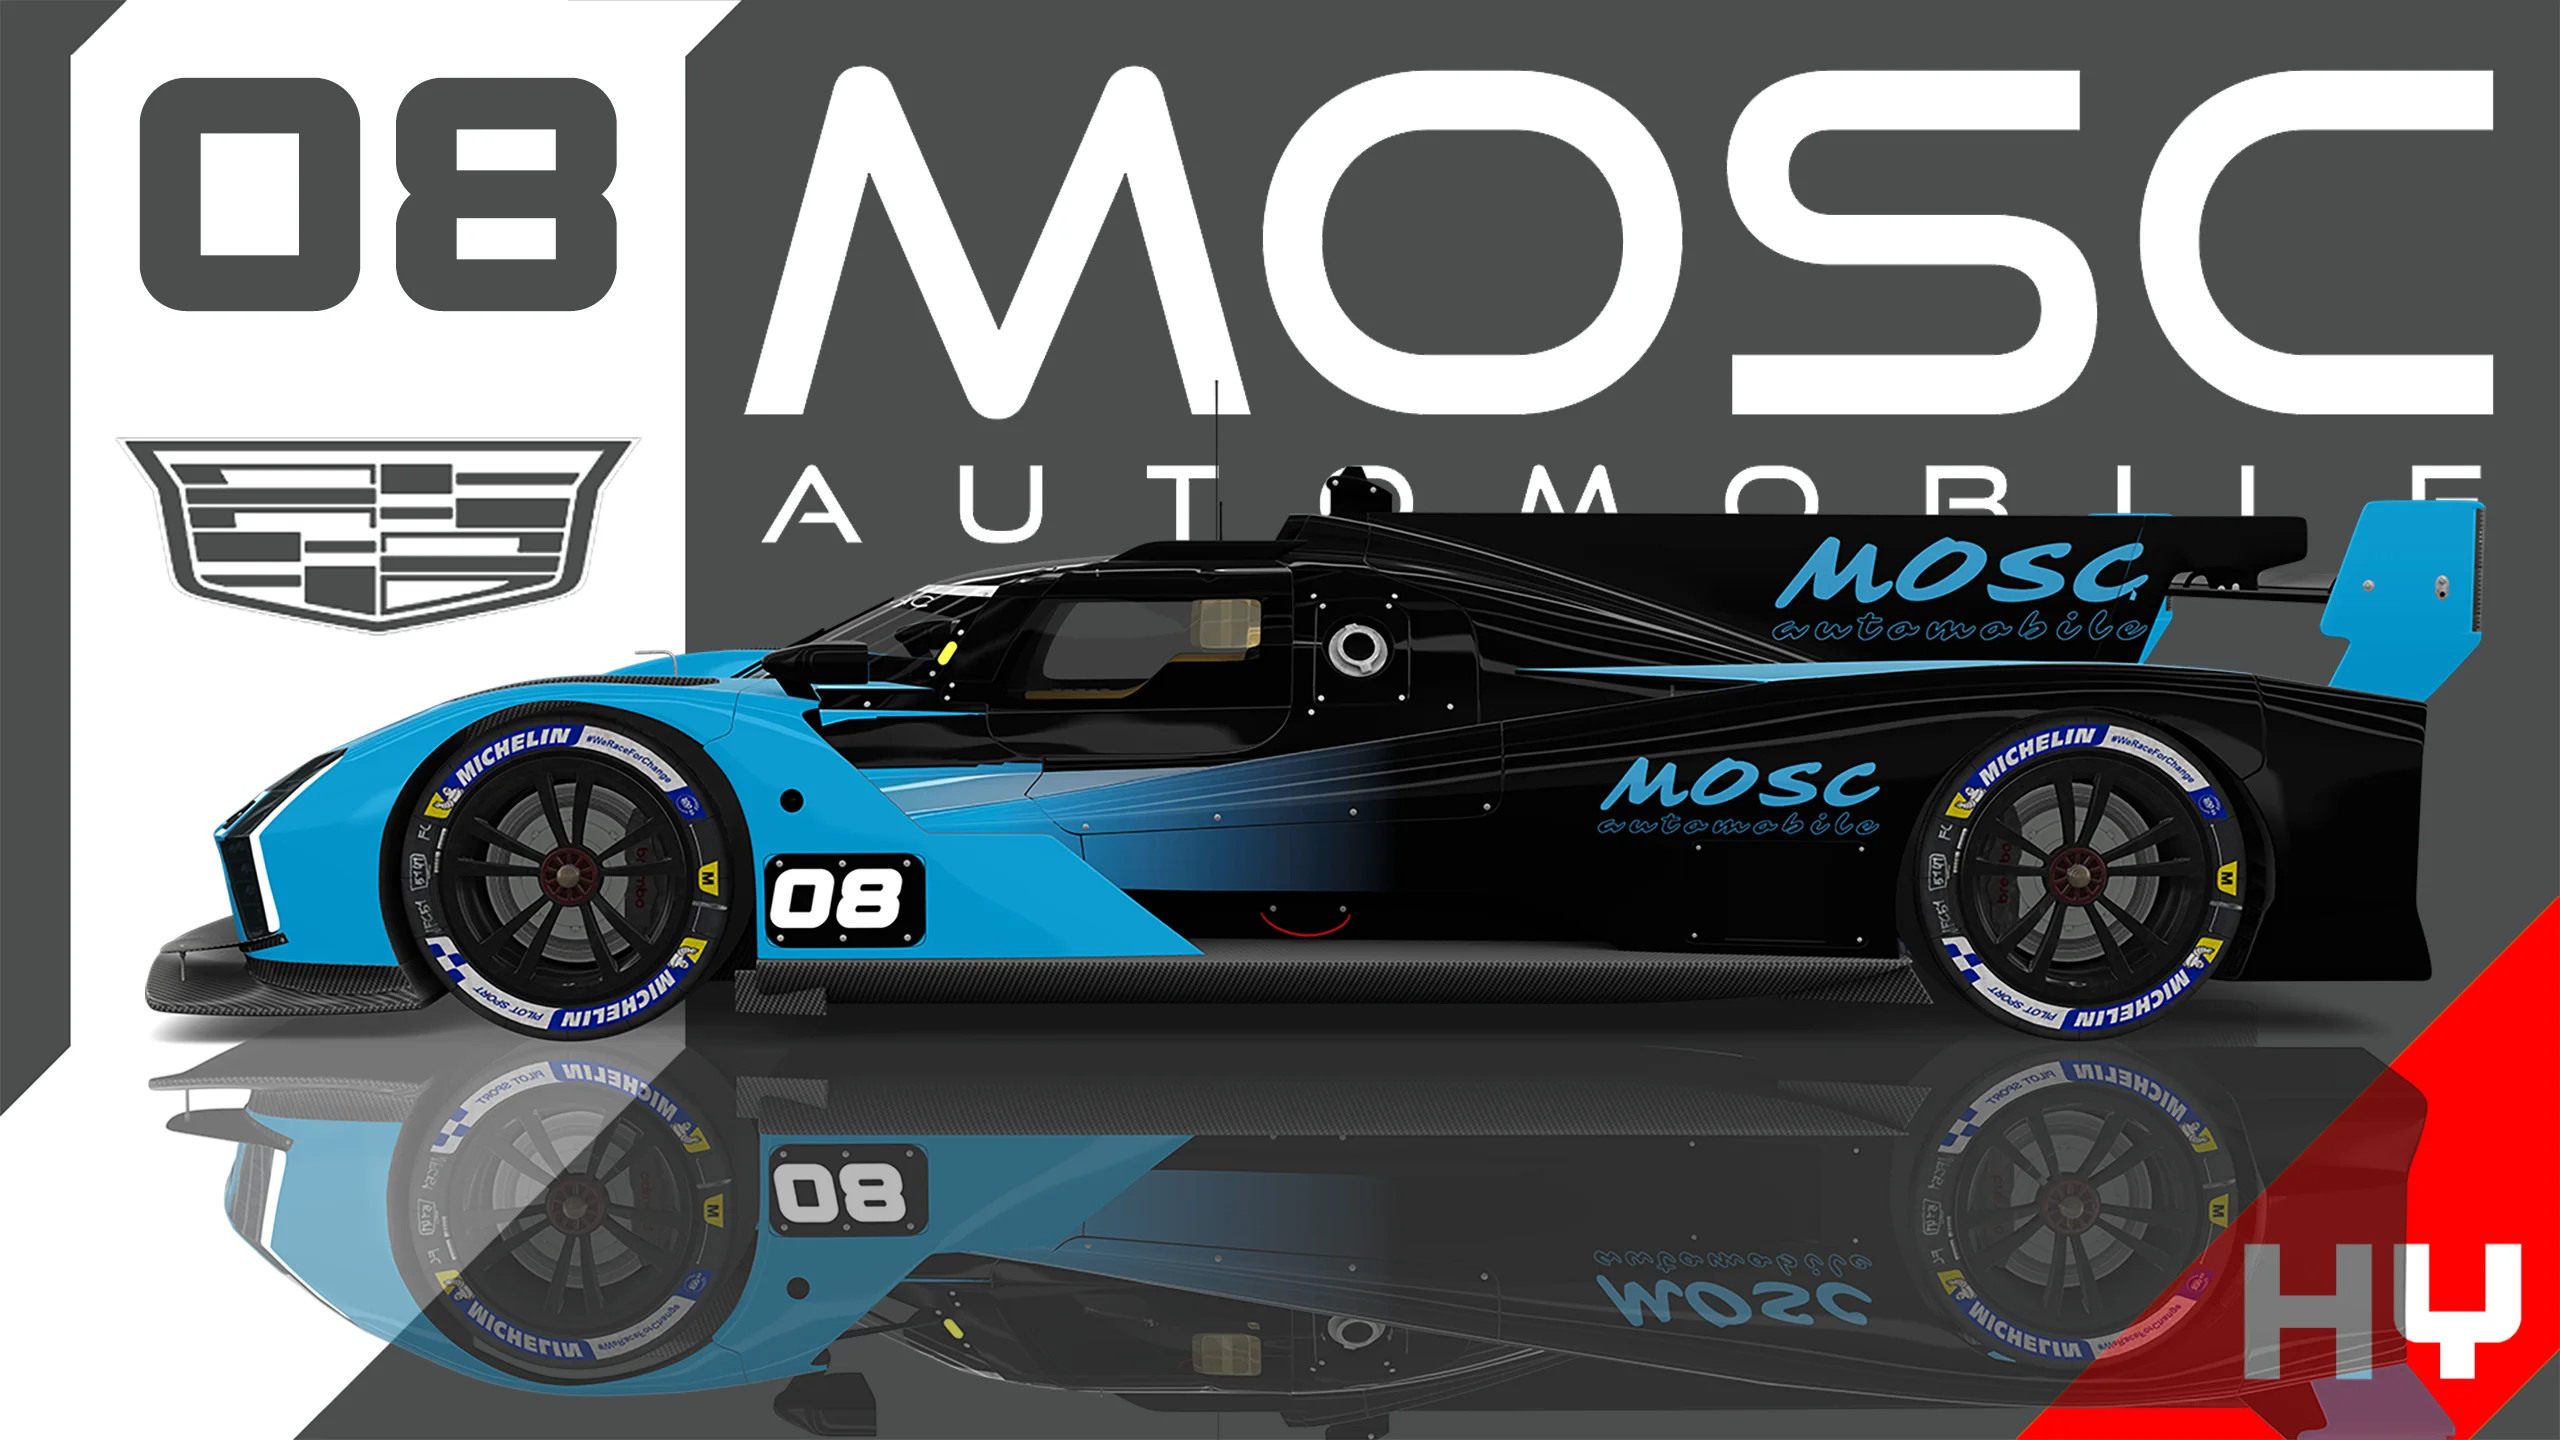 08
MOSC
AUTOMOBILE
MOSC
automobile
MOSC
automobile
MICHELIN
#WeRaceForChange
MICHELIN
#WeRaceForChange
08
brembo
M
M
PILOT SPORT
MICHELIN
PILOT SPORT
MICHELIN
HY